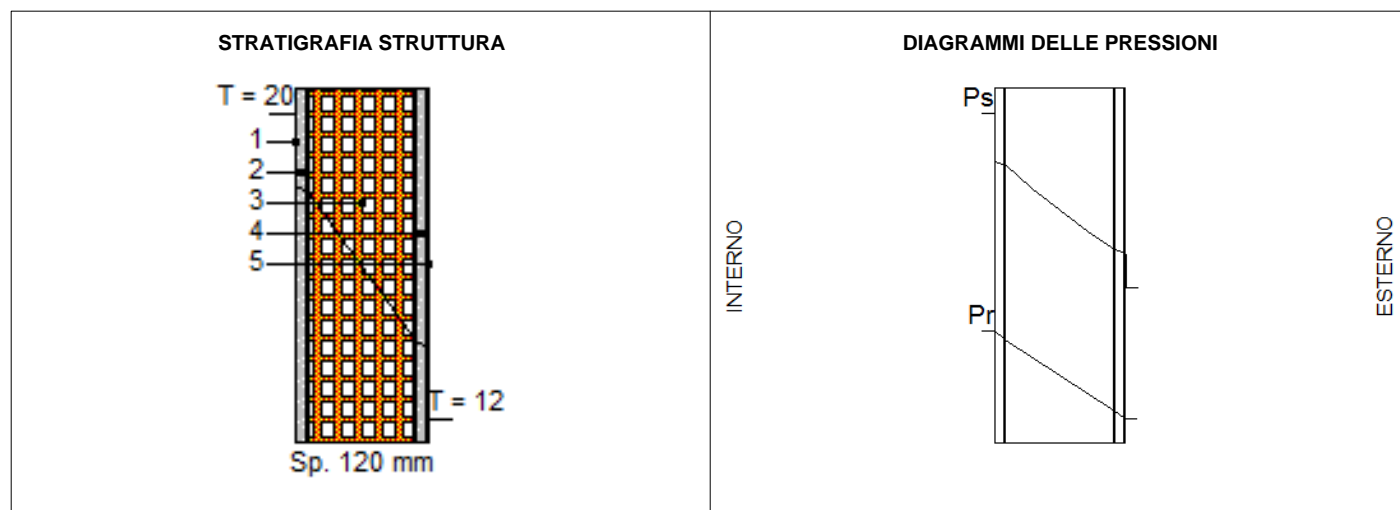 STRATIGRAFIA STRUTTURA
T = 20
1
2
3
4
5
T = 12
Sp. 120 mm
DIAGRAMMI DELLE PRESSIONI
Ps
Pr
INTERNO
ESTERNO